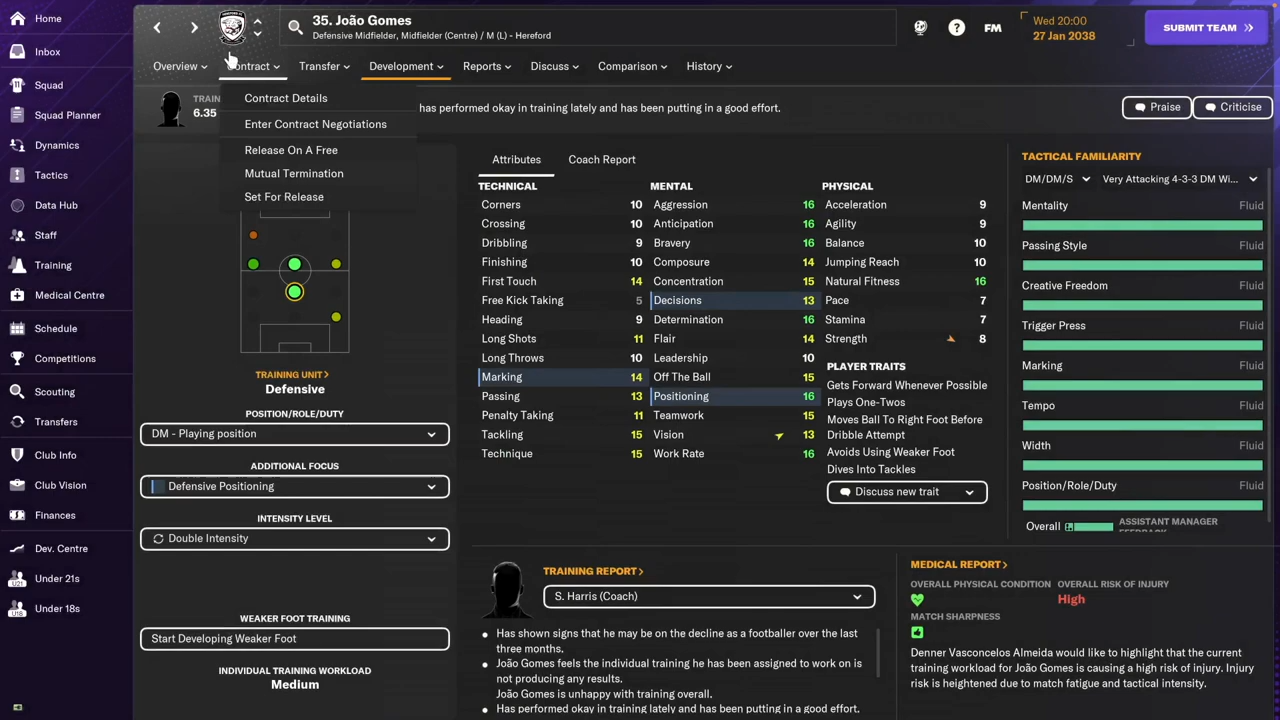 Home
Inbox
Squad
Squad Planner
Dynamics
Tactics
Data Hub
Staff
Training
Medical Centre
Schedule
Competitions
Scouting
Transfers
Club Info
Club Vision
Finances
Dev. Centre
Under 21s
Under 18s
35. João Gomes
Defensive Midfielder, Midfielder (Centre) / M (L) - Hereford
FM
Wed 20:00
27 Jan 2038
SUBMIT TEAM
Overview
Contract
Transfer
Development
Reports
Discuss
Comparison
History
Contract Details
Enter Contract Negotiations
Release On A Free
Mutual Termination
Set For Release
TRAIN
6.35
has performed okay in training lately and has been putting in a good effort.
Praise
Criticise
TRAINING UNIT
Defensive
POSITION/ROLE/DUTY
DM - Playing position
ADDITIONAL FOCUS
Defensive Positioning
INTENSITY LEVEL
Double Intensity
WEAKER FOOT TRAINING
Start Developing Weaker Foot
INDIVIDUAL TRAINING WORKLOAD
Medium
Attributes
Coach Report
TECHNICAL
Corners 10
Crossing 10
Dribbling 9
Finishing 10
First Touch 14
Free Kick Taking 5
Heading 9
Long Shots 11
Long Throws 10
Marking 14
Passing 13
Penalty Taking 11
Tackling 15
Technique 15
MENTAL
Aggression 16
Anticipation 16
Bravery 16
Composure 14
Concentration 15
Decisions 13
Determination 16
Flair 14
Leadership 10
Off The Ball 15
Positioning 16
Teamwork 15
Vision 13
Work Rate 16
PHYSICAL
Acceleration 9
Agility 9
Balance 10
Jumping Reach 10
Natural Fitness 16
Pace 7
Stamina 7
Strength 8
PLAYER TRAITS
Gets Forward Whenever Possible
Plays One-Twos
Moves Ball To Right Foot Before
Dribble Attempt
Avoids Using Weaker Foot
Dives Into Tackles
Discuss new trait
TACTICAL FAMILIARITY
DM/DM/S
Very Attacking 4-3-3 DM Wi...
Mentality Fluid
Passing Style Fluid
Creative Freedom Fluid
Trigger Press Fluid
Marking Fluid
Tempo Fluid
Width Fluid
Position/Role/Duty Fluid
Overall
ASSISTANT MANAGER
TRAINING REPORT
S. Harris (Coach)
Has shown signs that he may be on the decline as a footballer over the last
three months.
João Gomes feels the individual training he has been assigned to work on is
not producing any results.
João Gomes is unhappy with training overall.
Has performed okay in training lately and has been putting in a good effort.
MEDICAL REPORT
OVERALL PHYSICAL CONDITION
OVERALL RISK OF INJURY
High
MATCH SHARPNESS
Denner Vasconcelos Almeida would like to highlight that the current
training workload for João Gomes is causing a high risk of injury. Injury
risk is heightened due to match fatigue and tactical intensity.